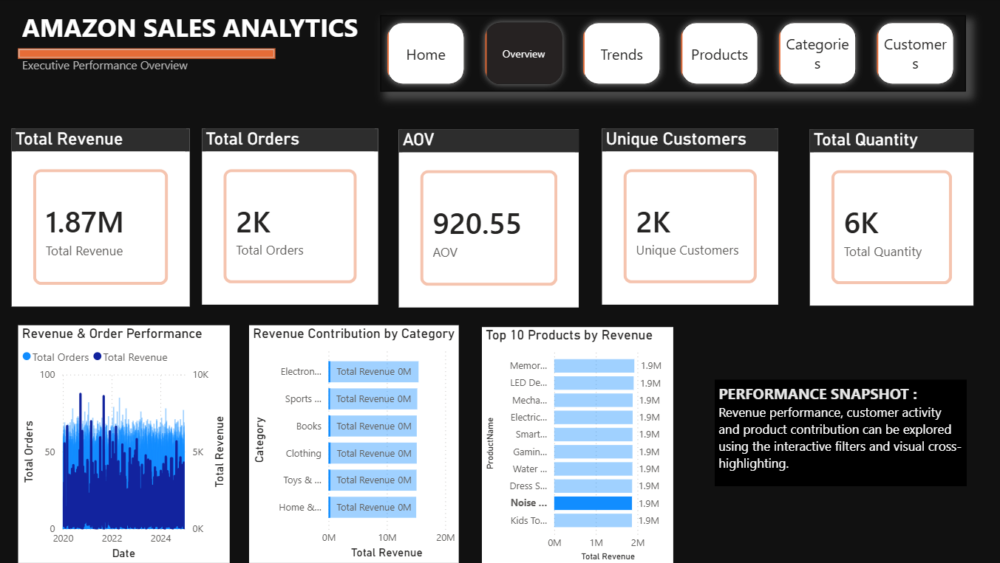 AMAZON SALES ANALYTICS
Executive Performance Overview
Home
Overview
Trends
Products
Categorie
s
Customer
s
Total Revenue
1.87M
Total Revenue
Total Orders
2K
Total Orders
AOV
920.55
AOV
Unique Customers
2K
Unique Customers
Total Quantity
6K
Total Quantity
Revenue & Order Performance
Total Orders Total Revenue
100
50
0
10K
5K
0K
Total Orders
Total Revenue
2020 2022 2024
Date
Revenue Contribution by Category
Category
Electron... Total Revenue 0M
Sports ... Total Revenue 0M
Books Total Revenue 0M
Clothing Total Revenue 0M
Toys & ... Total Revenue 0M
Home &... Total Revenue 0M
0M 10M 20M
Total Revenue
Top 10 Products by Revenue
ProductName
Memor... 1.9M
LED De... 1.9M
Mecha... 1.9M
Electric... 1.9M
Smart... 1.9M
Gamin... 1.9M
Water ... 1.9M
Dress S... 1.9M
Noise ... 1.9M
Kids To... 1.9M
0M 1M 2M
Total Revenue
PERFORMANCE SNAPSHOT :
Revenue performance, customer activity
and product contribution can be explored
using the interactive filters and visual cross-
highlighting.